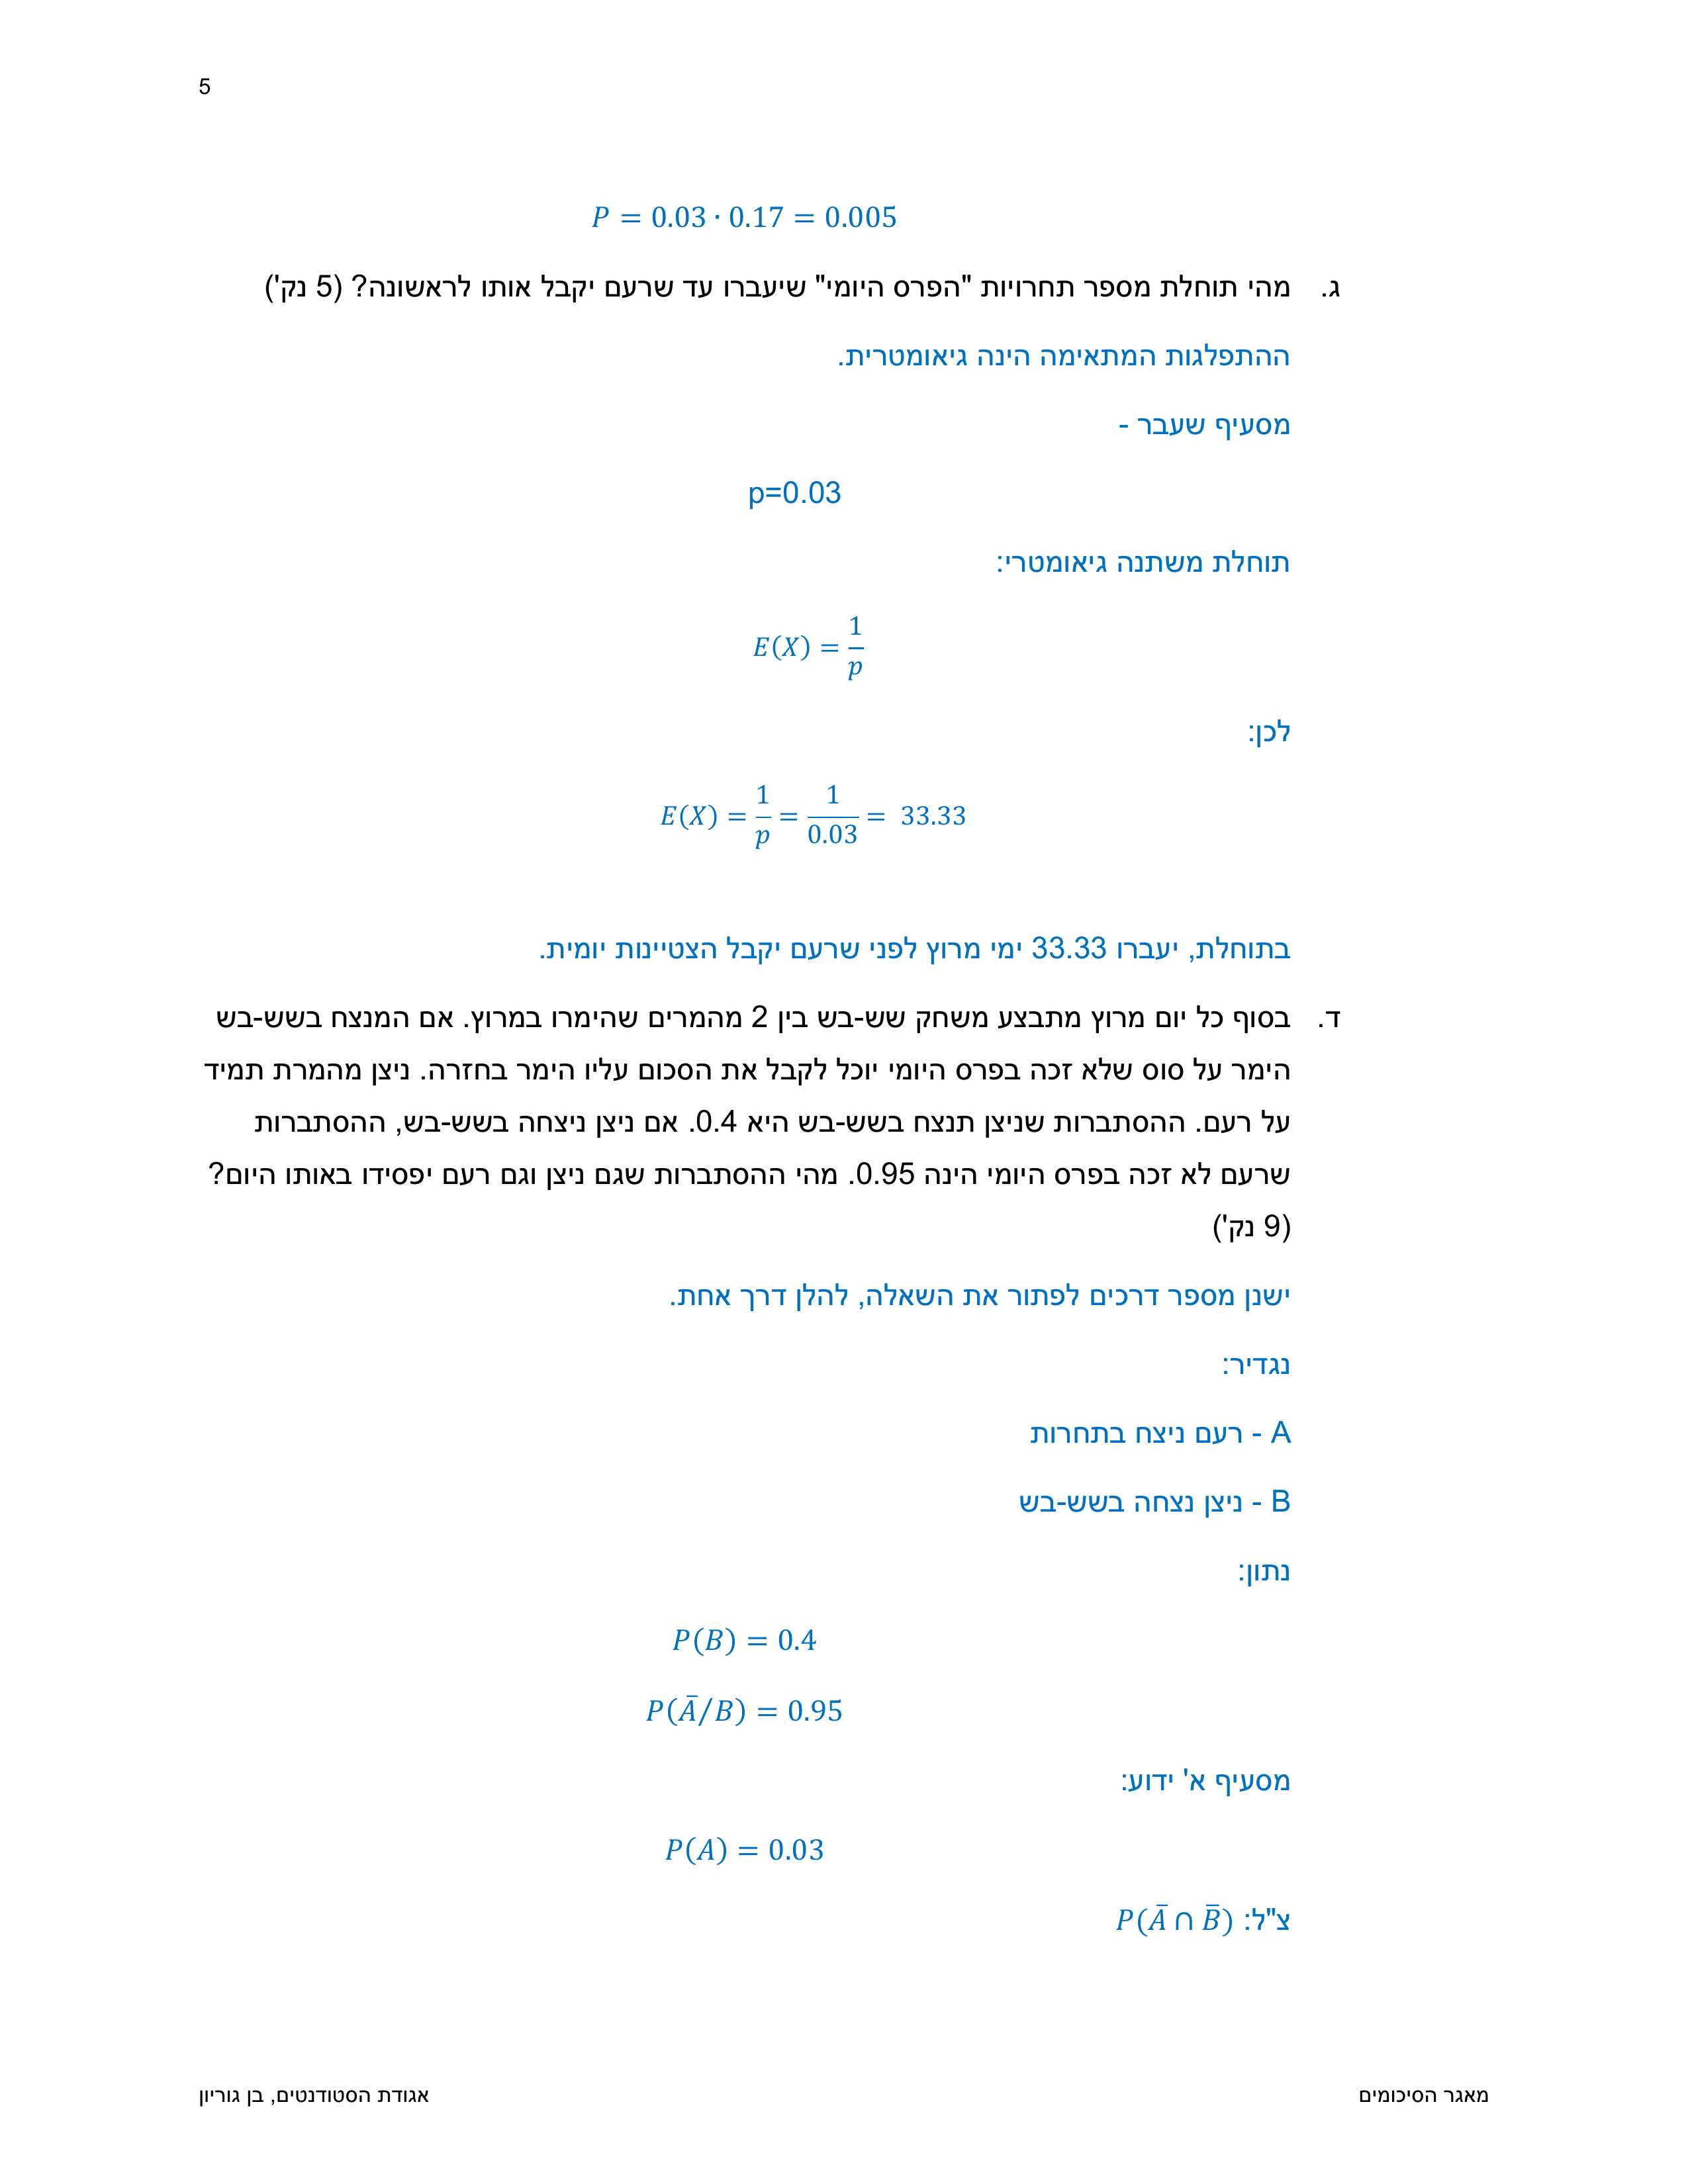 5
P = 0.03 · 0.17 = 0.005
ג. מהי תוחלת מספר תחרויות "הפרס היומי" שיעברו עד שרעם יקבל אותו לראשונה? (5 נק')
ההתפלגות המתאימה הינה גיאומטרית.
מסעיף שעבר -
p=0.03
תוחלת משתנה גיאומטרי:
E(X) = 1/p
לכן:
E(X) = 1/p = 1/0.03 = 33.33
בתוחלת, יעברו 33.33 ימי מרוץ לפני שרעם יקבל הצטיינות יומית.
ד. בסוף כל יום מרוץ מתבצע משחק שש-בש בין 2 מהמרים שהימרו במרוץ. אם המנצח בשש-בש
הימר על סוס שלא זכה בפרס היומי יוכל לקבל את הסכום עליו הימר בחזרה. ניצן מהמרת תמיד
על רעם. ההסתברות שניצן תנצח בשש-בש היא 0.4. אם ניצן ניצחה בשש-בש, ההסתברות
שרעם לא זכה בפרס היומי הינה 0.95. מהי ההסתברות שגם ניצן וגם רעם יפסידו באותו היום?
(9 נק')
ישנן מספר דרכים לפתור את השאלה, להלן דרך אחת.
נגדיר:
A - רעם ניצח בתחרות
B - ניצן נצחה בשש-בש
נתון:
P(B) = 0.4
P(Ā/B) = 0.95
מסעיף א' ידוע:
P(A) = 0.03
צ"ל: P(Ā ∩ B̄)
מאגר הסיכומים
אגודת הסטודנטים, בן גוריון